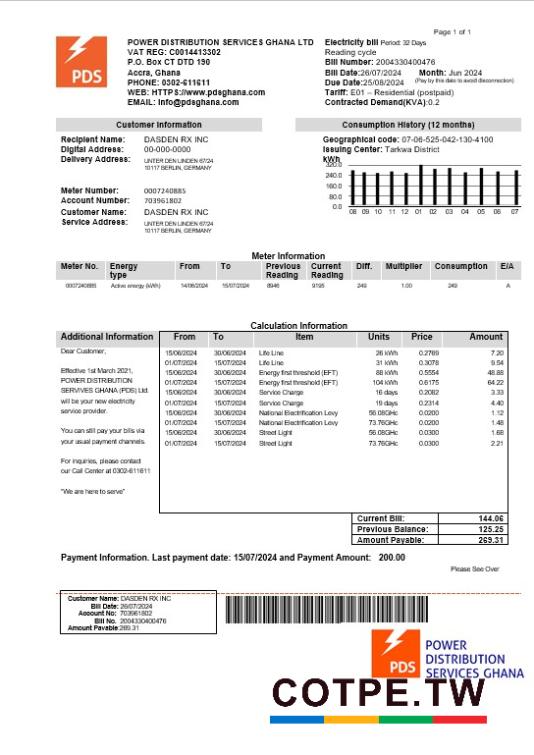 Page 1 of 1
PDS
POWER DISTRIBUTION SERVICES GHANA LTD
VAT REG: C0014413302
P.O. Box CT DTD 190
Accra, Ghana
PHONE: 0302-611611
WEB: HTTPS://www.pdsghana.com
EMAIL: Info@pdsghana.com
Electricity bill Period: 32 Days
Reading cycle
Bill Number: 2004330400476
Bill Date:26/07/2024 Month: Jun 2024
Due Date:25/08/2024 (Pay by this date to avoid disconnection)
Tariff: E01 – Residential (postpaid)
Contracted Demand(KVA):0.2
Customer Information
Recipient Name: DASDEN RX INC
Digital Address: 00-000-0000
Delivery Address: UNTER DEN LINDEN 67/24
10117 BERLIN, GERMANY
Meter Number: 0007240885
Account Number: 703961802
Customer Name: DASDEN RX INC
Service Address: UNTER DEN LINDEN 67/24
10117 BERLIN, GERMANY
Consumption History (12 months)
Geographical code: 07-06-525-042-130-4100
Issuing Center: Tarkwa District
kWh
320.0
240.0
160.0
80.0
0.0
08 09 10 11 12 01 02 03 04 05 06 07
Meter Information
Meter No. Energy type From To Previous Reading Current Reading Diff. Multiplier Consumption E/A
0007240885 Active energy (kWh) 14/06/2024 15/07/2024 8946 9195 249 1.00 249 A
Calculation Information
Additional Information From To Item Units Price Amount
Dear Customer,
Effective 1st March 2021,
POWER DISTRIBUTION
SERVIVES GHANA (PDS) Ltd.
will be your new electricity
service provider.
You can still pay your bills via
your usual payment channels.
For inquiries, please contact
our Call Center at 0302-611611
"We are here to serve"
15/06/2024 30/06/2024 Life Line 26 kWh 0.2769 7.20
01/07/2024 15/07/2024 Life Line 31 kWh 0.3078 9.54
15/06/2024 30/06/2024 Energy first threshold (EFT) 88 kWh 0.5554 48.88
01/07/2024 15/07/2024 Energy first threshold (EFT) 104 kWh 0.6175 64.22
15/06/2024 30/06/2024 Service Charge 16 days 0.2082 3.33
01/07/2024 15/07/2024 Service Charge 19 days 0.2314 4.40
15/06/2024 30/06/2024 National Electrification Levy 56.08GHc 0.0200 1.12
01/07/2024 15/07/2024 National Electrification Levy 73.76GHc 0.0200 1.48
15/06/2024 30/06/2024 Street Light 56.08GHc 0.0300 1.68
01/07/2024 15/07/2024 Street Light 73.76GHc 0.0300 2.21
Current Bill: 144.06
Previous Balance: 125.25
Amount Payable: 269.31
Payment Information. Last payment date: 15/07/2024 and Payment Amount: 200.00
Please See Over
Customer Name: DASDEN RX INC
Bill Date: 26/07/2024
Account No: 703961802
Bill No. 2004330400476
Amount Payable:269.31
PDS
POWER
DISTRIBUTION
SERVICES GHANA
COTPE.TW